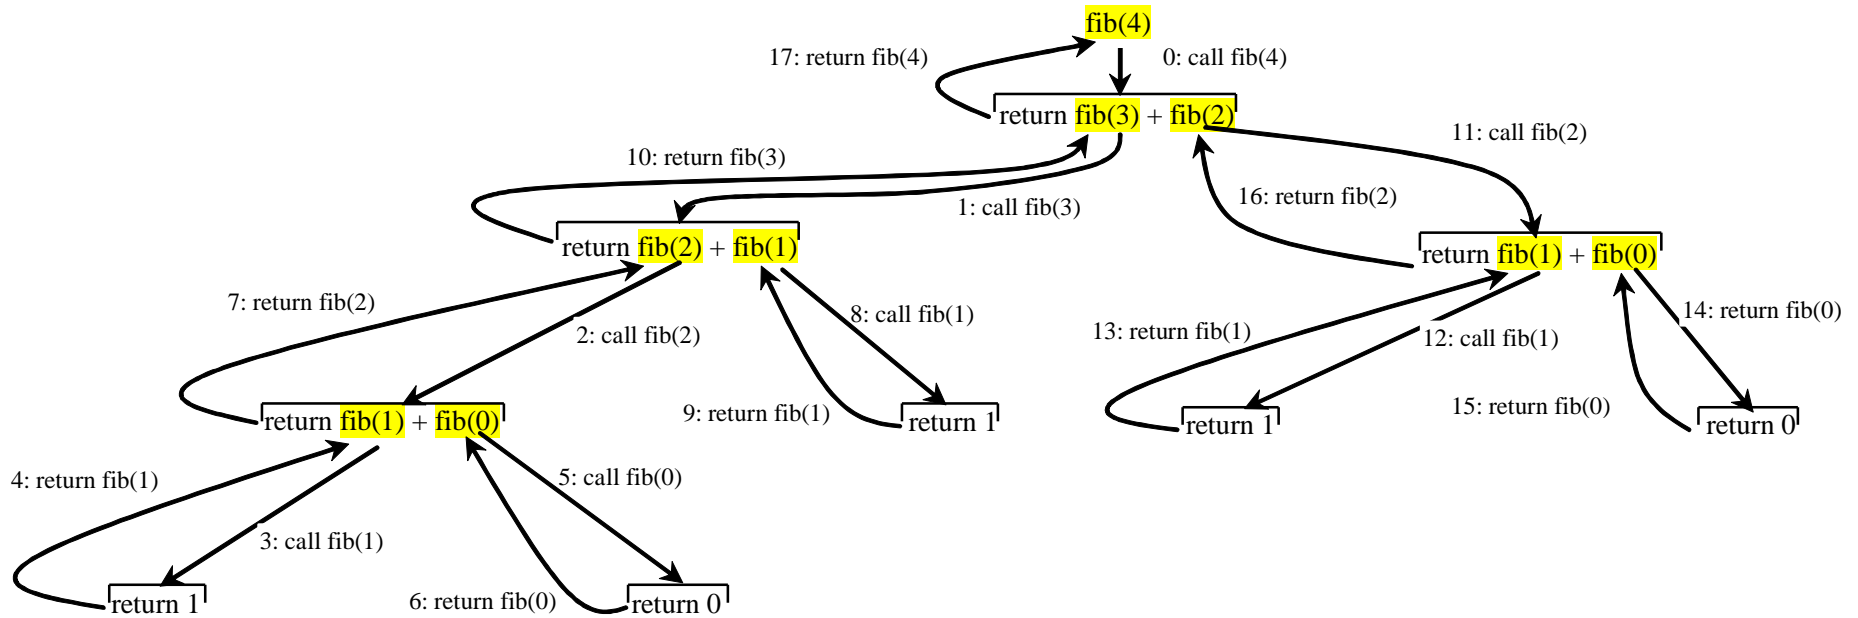 fib(4)
17: return fib(4)
0: call fib(4)
return fib(3) + fib(2)
11: call fib(2)
10: return fib(3)
16: return fib(2)
1: call fib(3)
return fib(2) + fib(1)
return fib(1) + fib(0)
7: return fib(2)
8: call fib(1)
14: return fib(0)
2: call fib(2)
13: return fib(1)
12: call fib(1)
9: return fib(1)
15: return fib(0)
return fib(1) + fib(0)
return 1
return 1
return 0
4: return fib(1)
5: call fib(0)
3: call fib(1)
6: return fib(0)
return 1
return 0